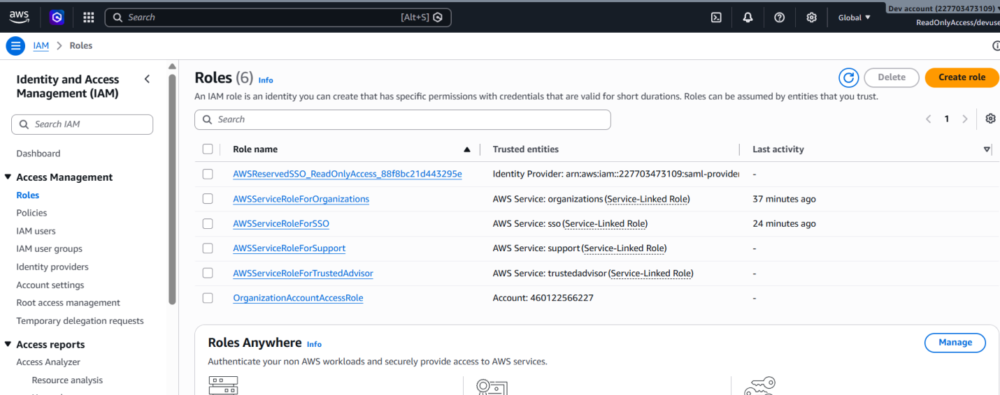 aws
Search [Alt+S] Global Dev account (227703473109)
ReadOnlyAccess/devuse
IAM > Roles
Identity and Access Management (IAM)
Search IAM
Dashboard
Access Management
Roles
Policies
IAM users
IAM user groups
Identity providers
Account settings
Root access management
Temporary delegation requests
Access reports
Access Analyzer
Resource analysis
Roles (6) Info
Delete
Create role
An IAM role is an identity you can create that has specific permissions with credentials that are valid for short durations. Roles can be assumed by entities that you trust.
Search
1
Role name Trusted entities Last activity
AWSReservedSSO_ReadOnlyAccess_88f8bc21d443295e Identity Provider: arn:aws:iam::227703473109:saml-provider -
AWSServiceRoleForOrganizations AWS Service: organizations (Service-Linked Role) 37 minutes ago
AWSServiceRoleForSSO AWS Service: sso (Service-Linked Role) 24 minutes ago
AWSServiceRoleForSupport AWS Service: support (Service-Linked Role) -
AWSServiceRoleForTrustedAdvisor AWS Service: trustedadvisor (Service-Linked Role) -
OrganizationAccountAccessRole Account: 460122566227 -
Roles Anywhere Info
Manage
Authenticate your non AWS workloads and securely provide access to AWS services.